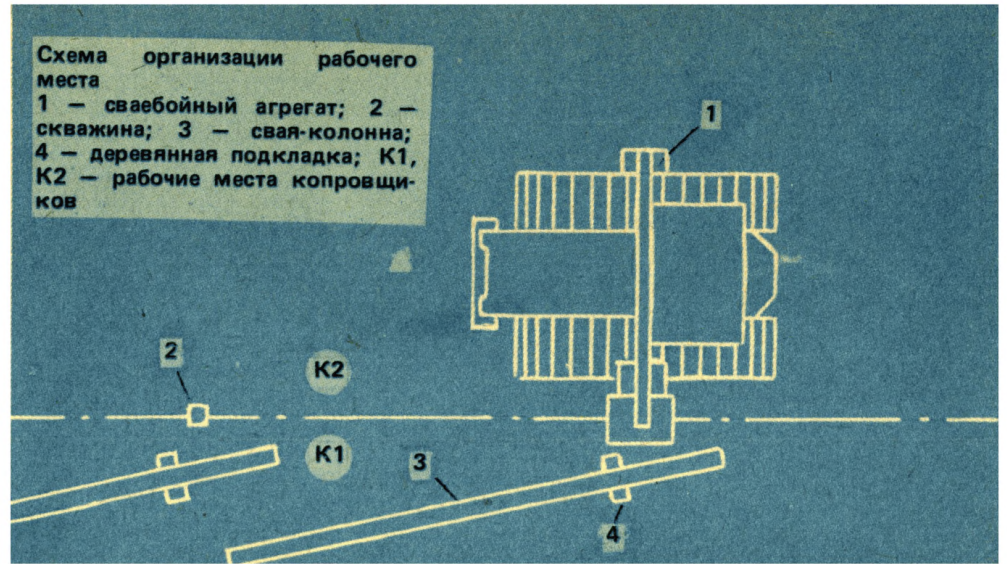 Схема организации рабочего
места
1 — сваебойный агрегат; 2 —
скважина; 3 — свая-колонна;
4 — деревянная подкладка; К1,
К2 — рабочие места копровщи-
ков
1
2
К2
К1
3
4